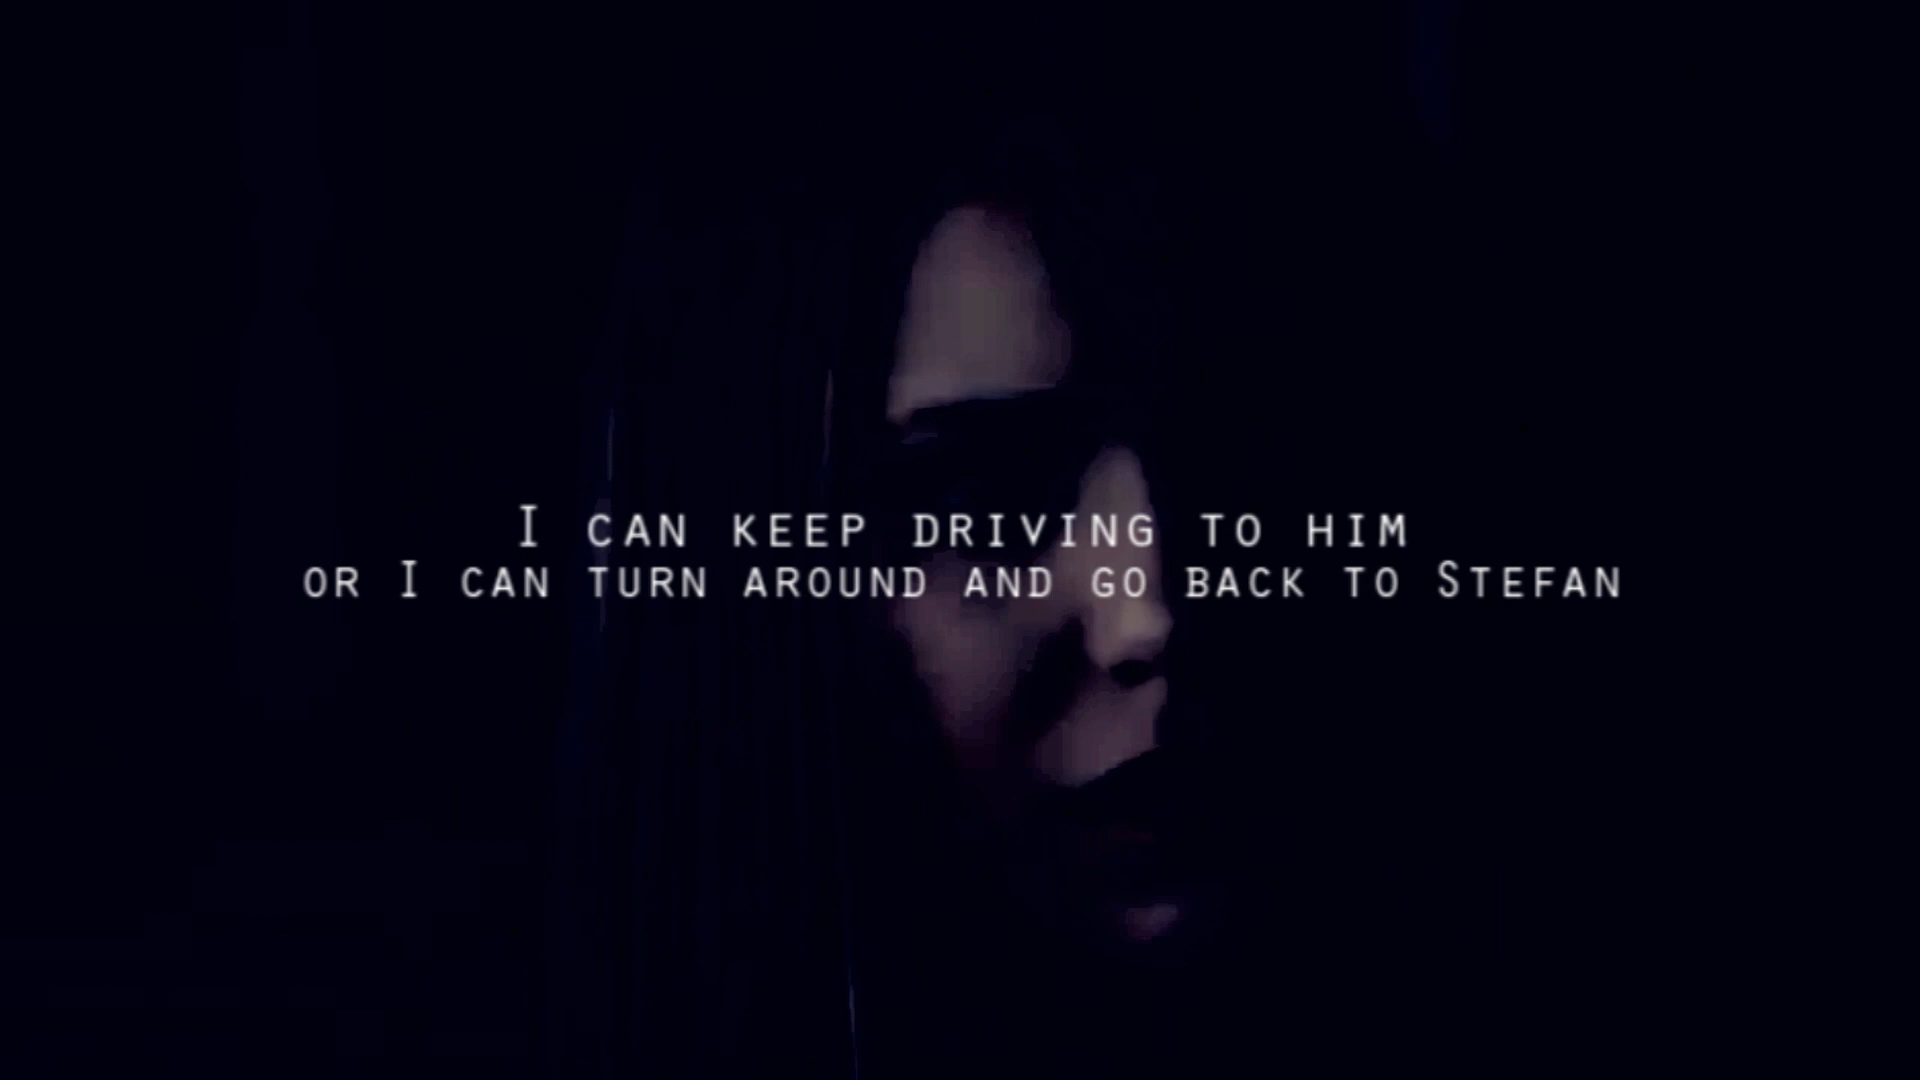 I CAN KEEP DRIVING TO HIM
OR I CAN TURN AROUND AND GO BACK TO STEFAN